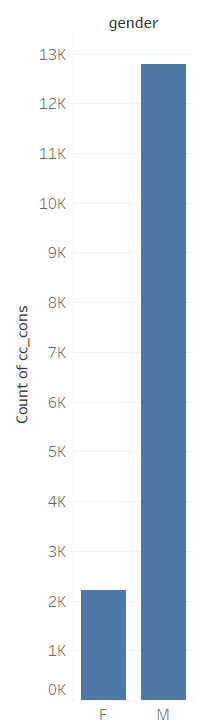 gender
13K
12K
11K
10K
9K
8K
7K
6K
5K
4K
3K
2K
1K
0K
Count of cc_cons
F M